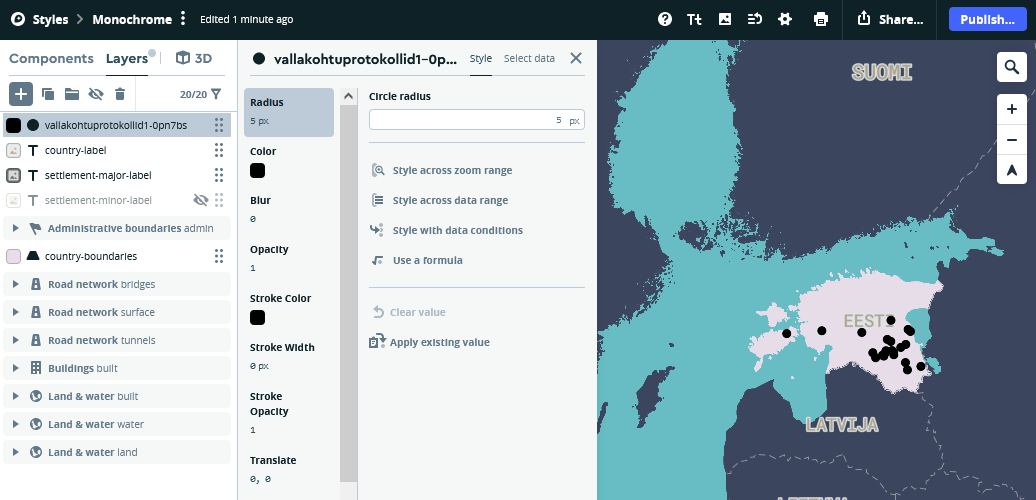 Styles
Monochrome
Edited 1 minute ago
Tt
Share...
Publish...
Components
Layers
3D
20/20
vallakohtuprotokollid1-0pn7bs
country-label
settlement-major-label
settlement-minor-label
Administrative boundaries admin
country-boundaries
Road network bridges
Road network surface
Road network tunnels
Buildings built
Land & water built
Land & water water
Land & water land
vallakohtuprotokollid1-0p...
Style
Select data
Radius
5 px
Color
Blur
0
Opacity
1
Stroke Color
Stroke Width
0 px
Stroke
Opacity
1
Translate
0, 0
Circle radius
5 px
Style across zoom range
Style across data range
Style with data conditions
Use a formula
Clear value
Apply existing value
SUOMI
EESTI
LATVIJA